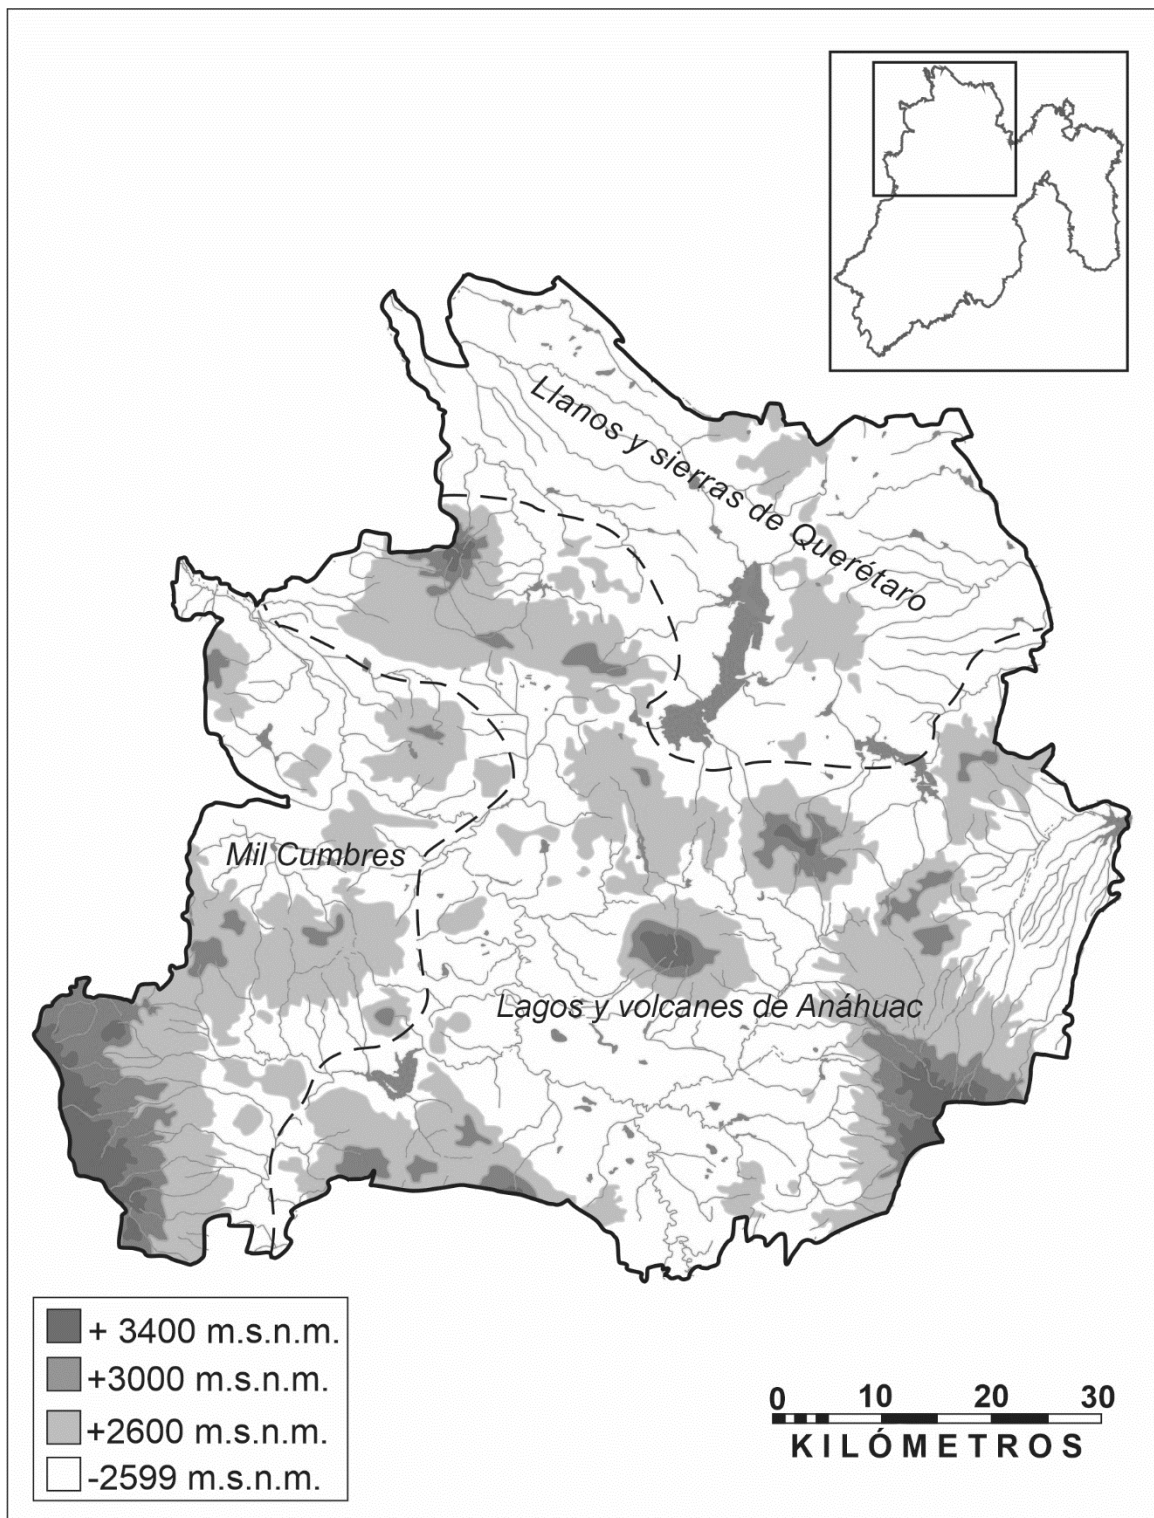 Llanos y sierras de Querétaro
Mil Cumbres
Lagos y volcanes de Anáhuac
+ 3400 m.s.n.m.
+3000 m.s.n.m.
+2600 m.s.n.m.
-2599 m.s.n.m.
0 10 20 30
KILÓMETROS